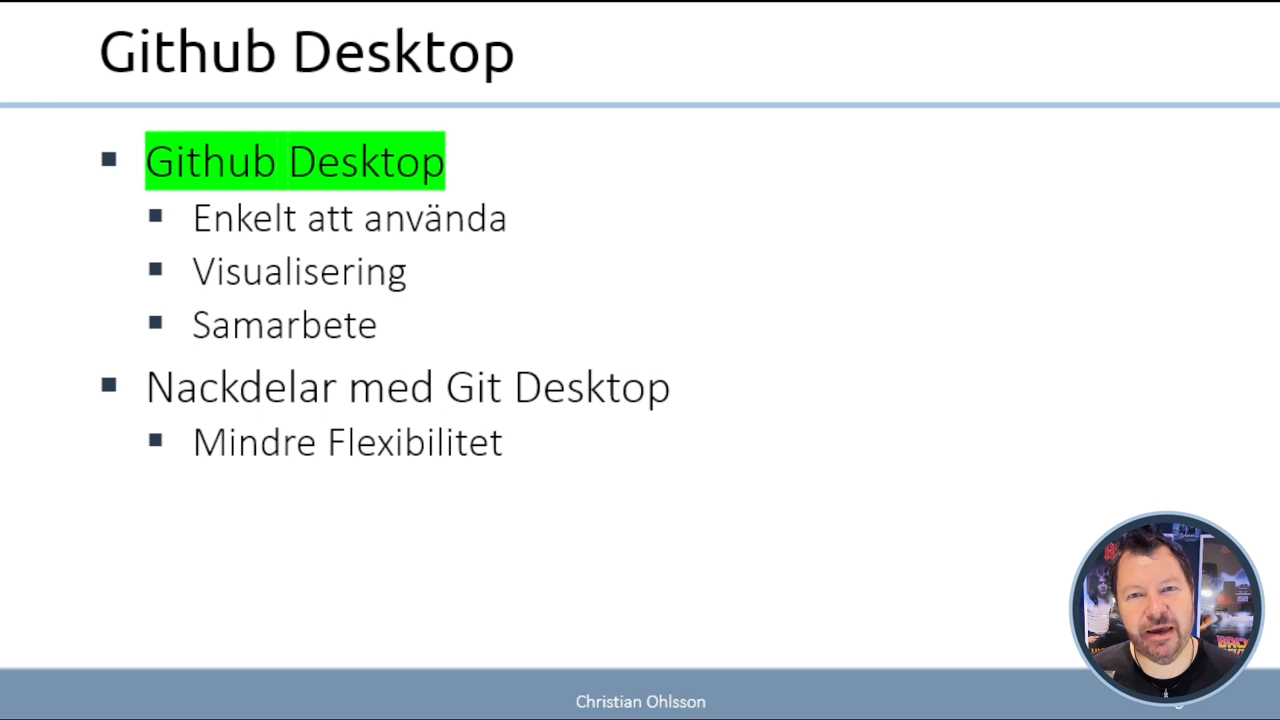 Github Desktop
Github Desktop
Enkelt att använda
Visualisering
Samarbete
Nackdelar med Git Desktop
Mindre Flexibilitet
Christian Ohlsson